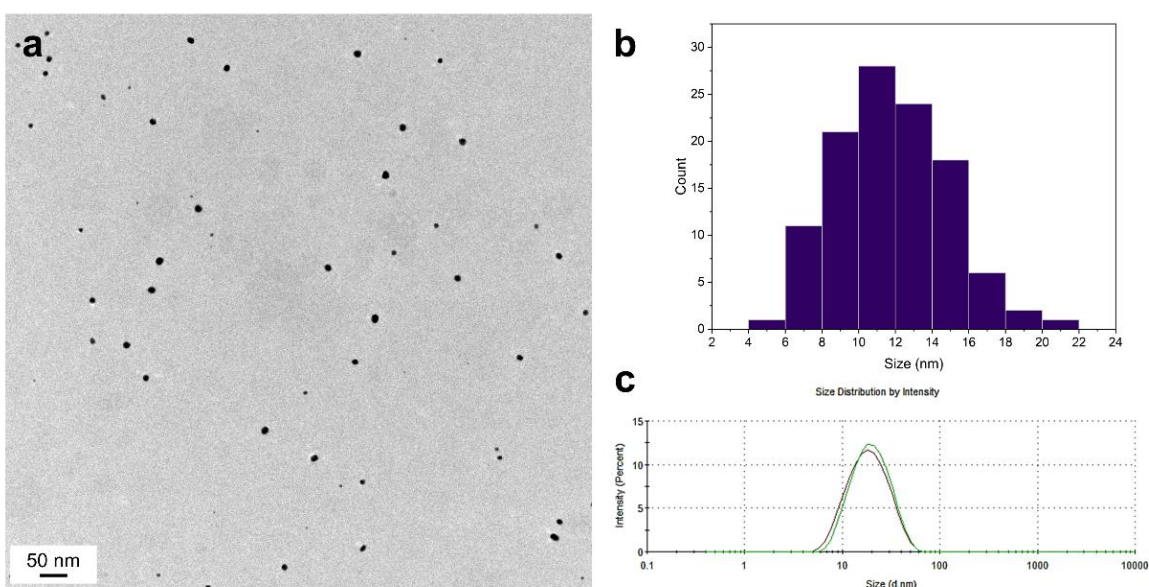 a
50 nm
b
30
25
20
15
10
5
0
Count
2 4 6 8 10 12 14 16 18 20 22 24
Size (nm)
c
Size Distribution by Intensity
15
10
5
0
Intensity (Percent)
0.1 1 10 100 1000 10000
Size (d.nm)